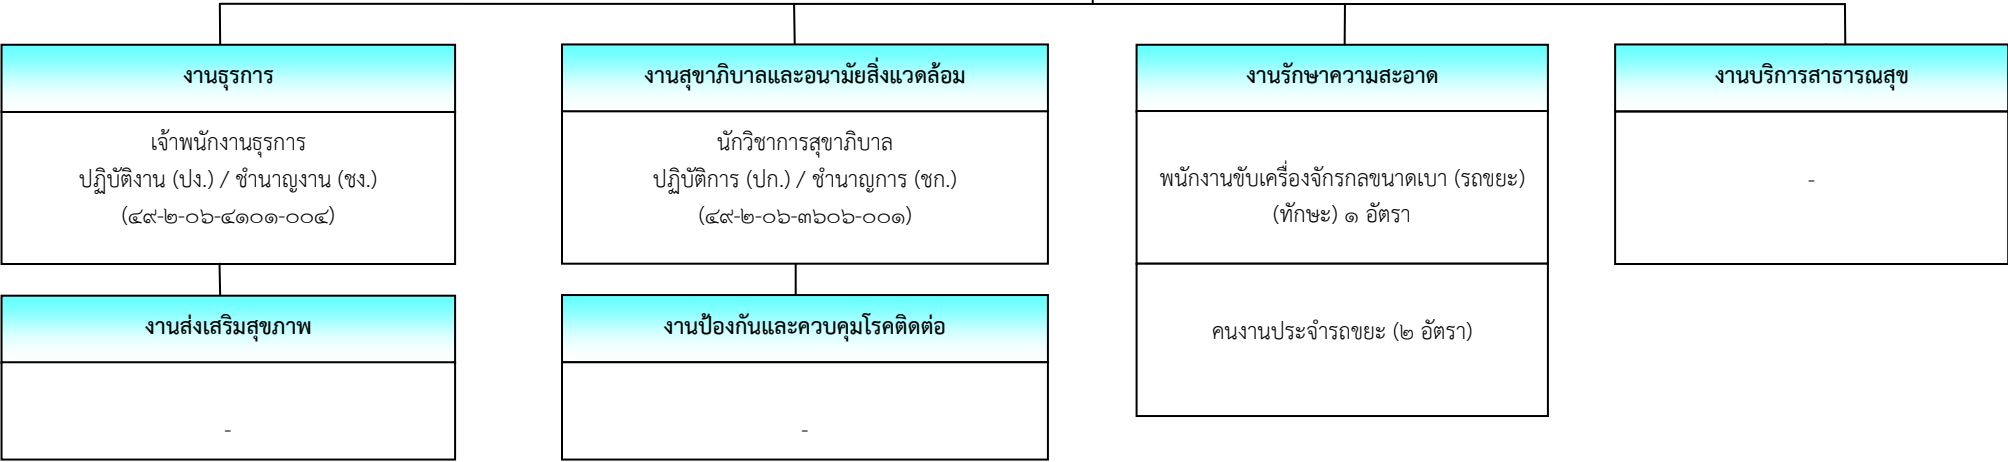 งานธุรการ
เจ้าพนักงานธุรการ
ปฏิบัติงาน (ปง.) / ชำนาญงาน (ชง.)
(๔๙-๒-๐๖-๔๑๐๑-๐๐๔)
งานสุขาภิบาลและอนามัยสิ่งแวดล้อม
นักวิชาการสุขาภิบาล
ปฏิบัติการ (ปก.) / ชำนาญการ (ชก.)
(๔๙-๒-๐๖-๓๖๐๖-๐๐๑)
งานรักษาความสะอาด
พนักงานขับเครื่องจักรกลขนาดเบา (รถขยะ)
(ทักษะ) ๑ อัตรา
คนงานประจำรถขยะ (๒ อัตรา)
งานบริการสาธารณสุข
-
งานส่งเสริมสุขภาพ
-
งานป้องกันและควบคุมโรคติดต่อ
-